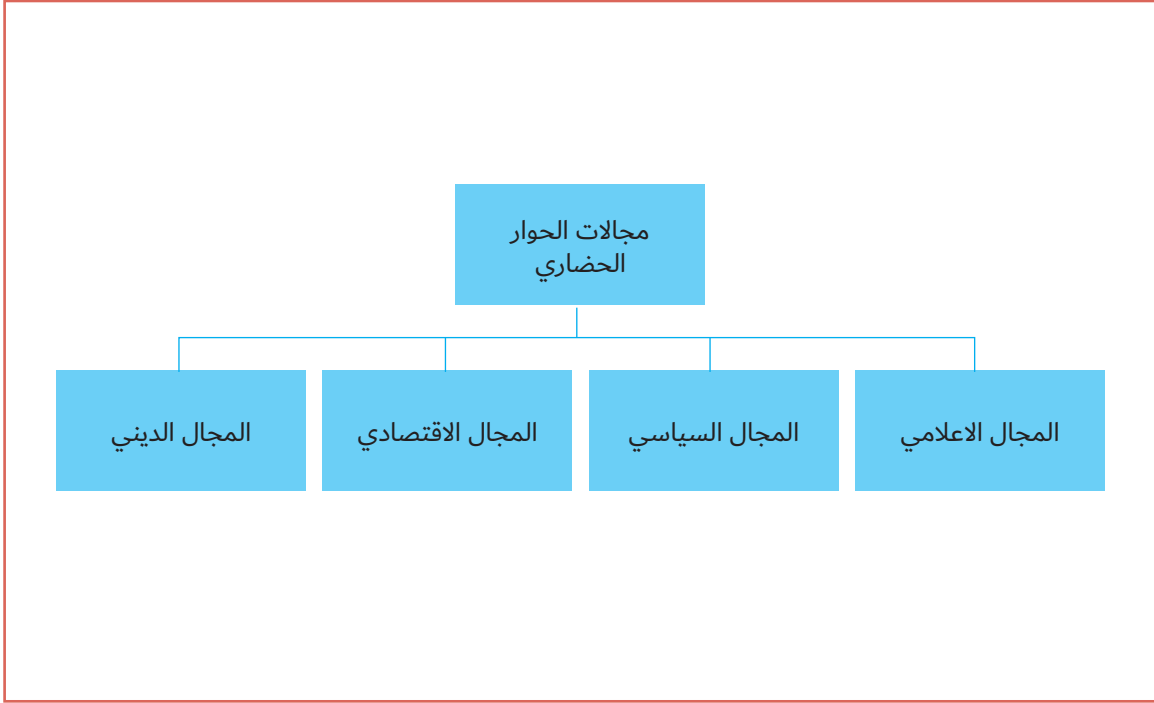 مجالات الحوار
الحضاري
المجال الاعلامي
المجال السياسي
المجال الاقتصادي
المجال الديني